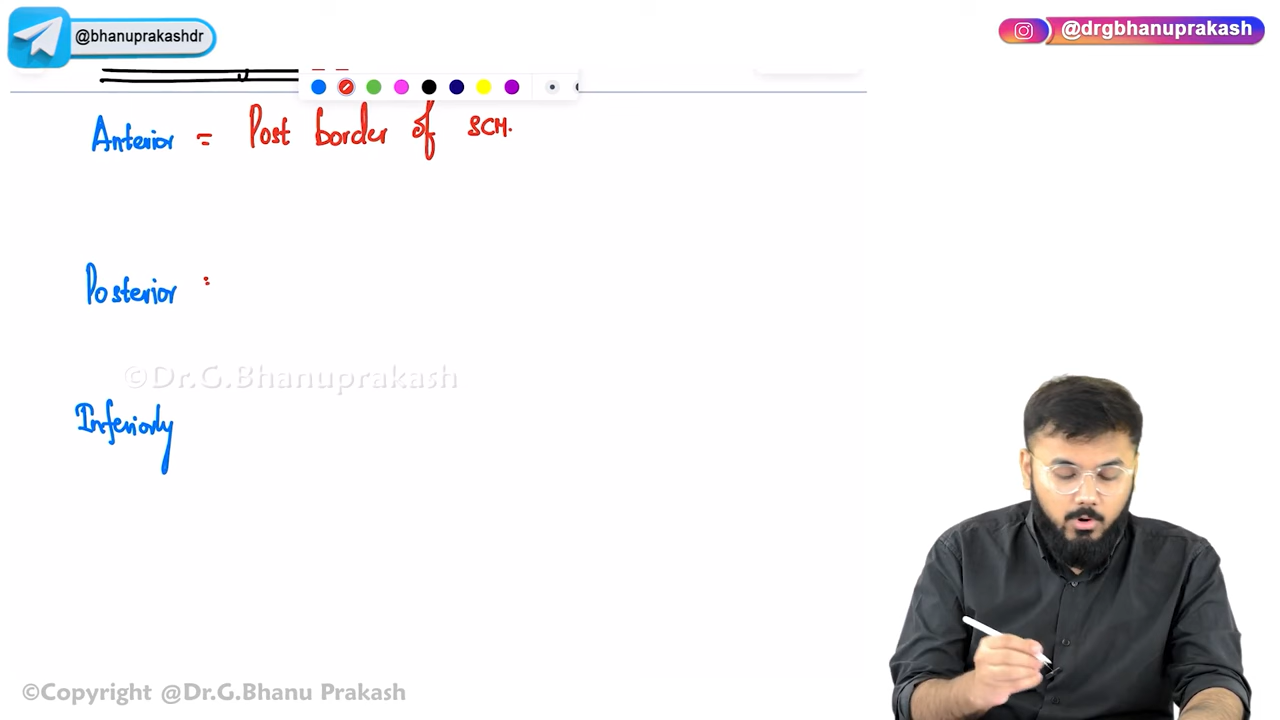 @bhanuprakashdr
@drgbhanuprakash
Anterior = Post border of SCM.
Posterior :
©Dr.G.Bhanuprakash
Inferiorly
©Copyright @Dr.G.Bhanu Prakash